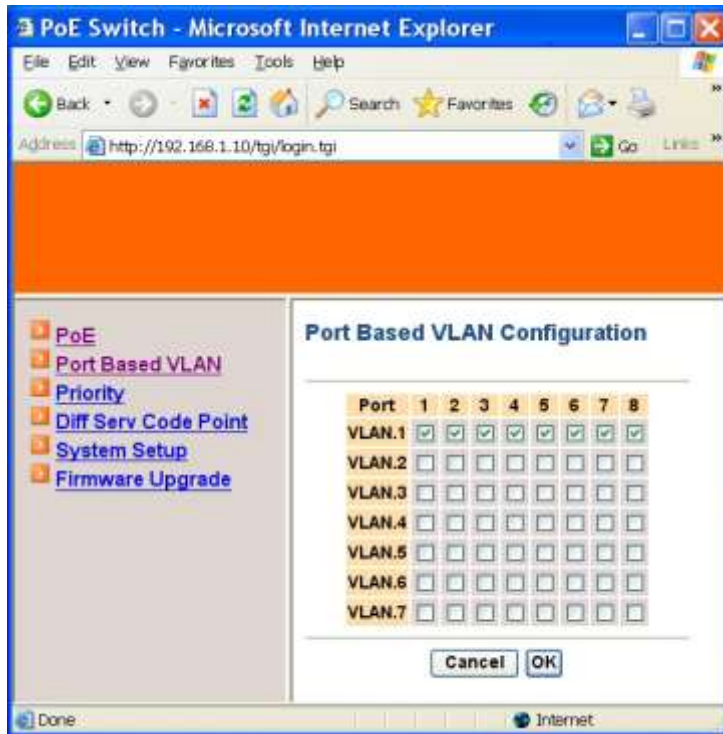 PoE Switch - Microsoft Internet Explorer
File Edit View Favorites Tools Help
Back Search Favorites
Address http://192.168.1.10/tgi/login.tgi Go Links
PoE
Port Based VLAN
Priority
Diff Serv Code Point
System Setup
Firmware Upgrade
Port Based VLAN Configuration
Port 1 2 3 4 5 6 7 8
VLAN.1
VLAN.2
VLAN.3
VLAN.4
VLAN.5
VLAN.6
VLAN.7
Cancel OK
Done Internet